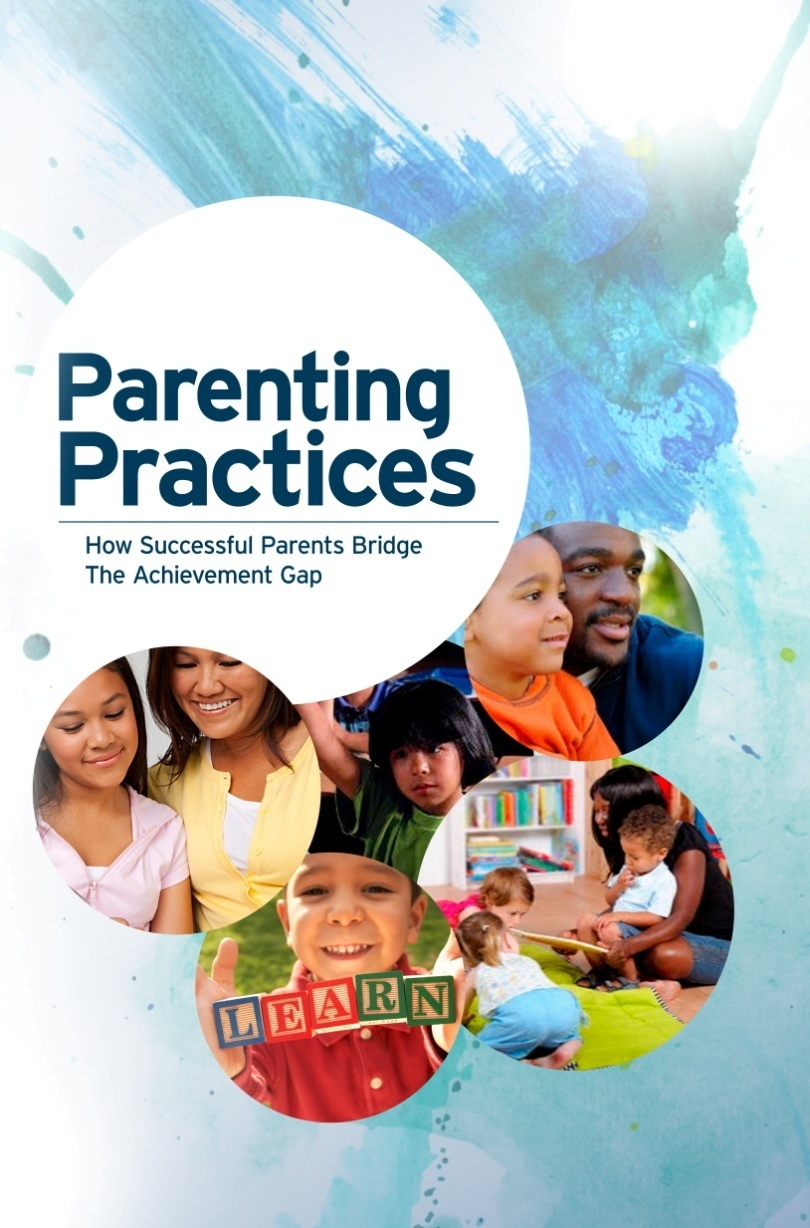 Parenting
Practices
How Successful Parents Bridge
The Achievement Gap
LEARN